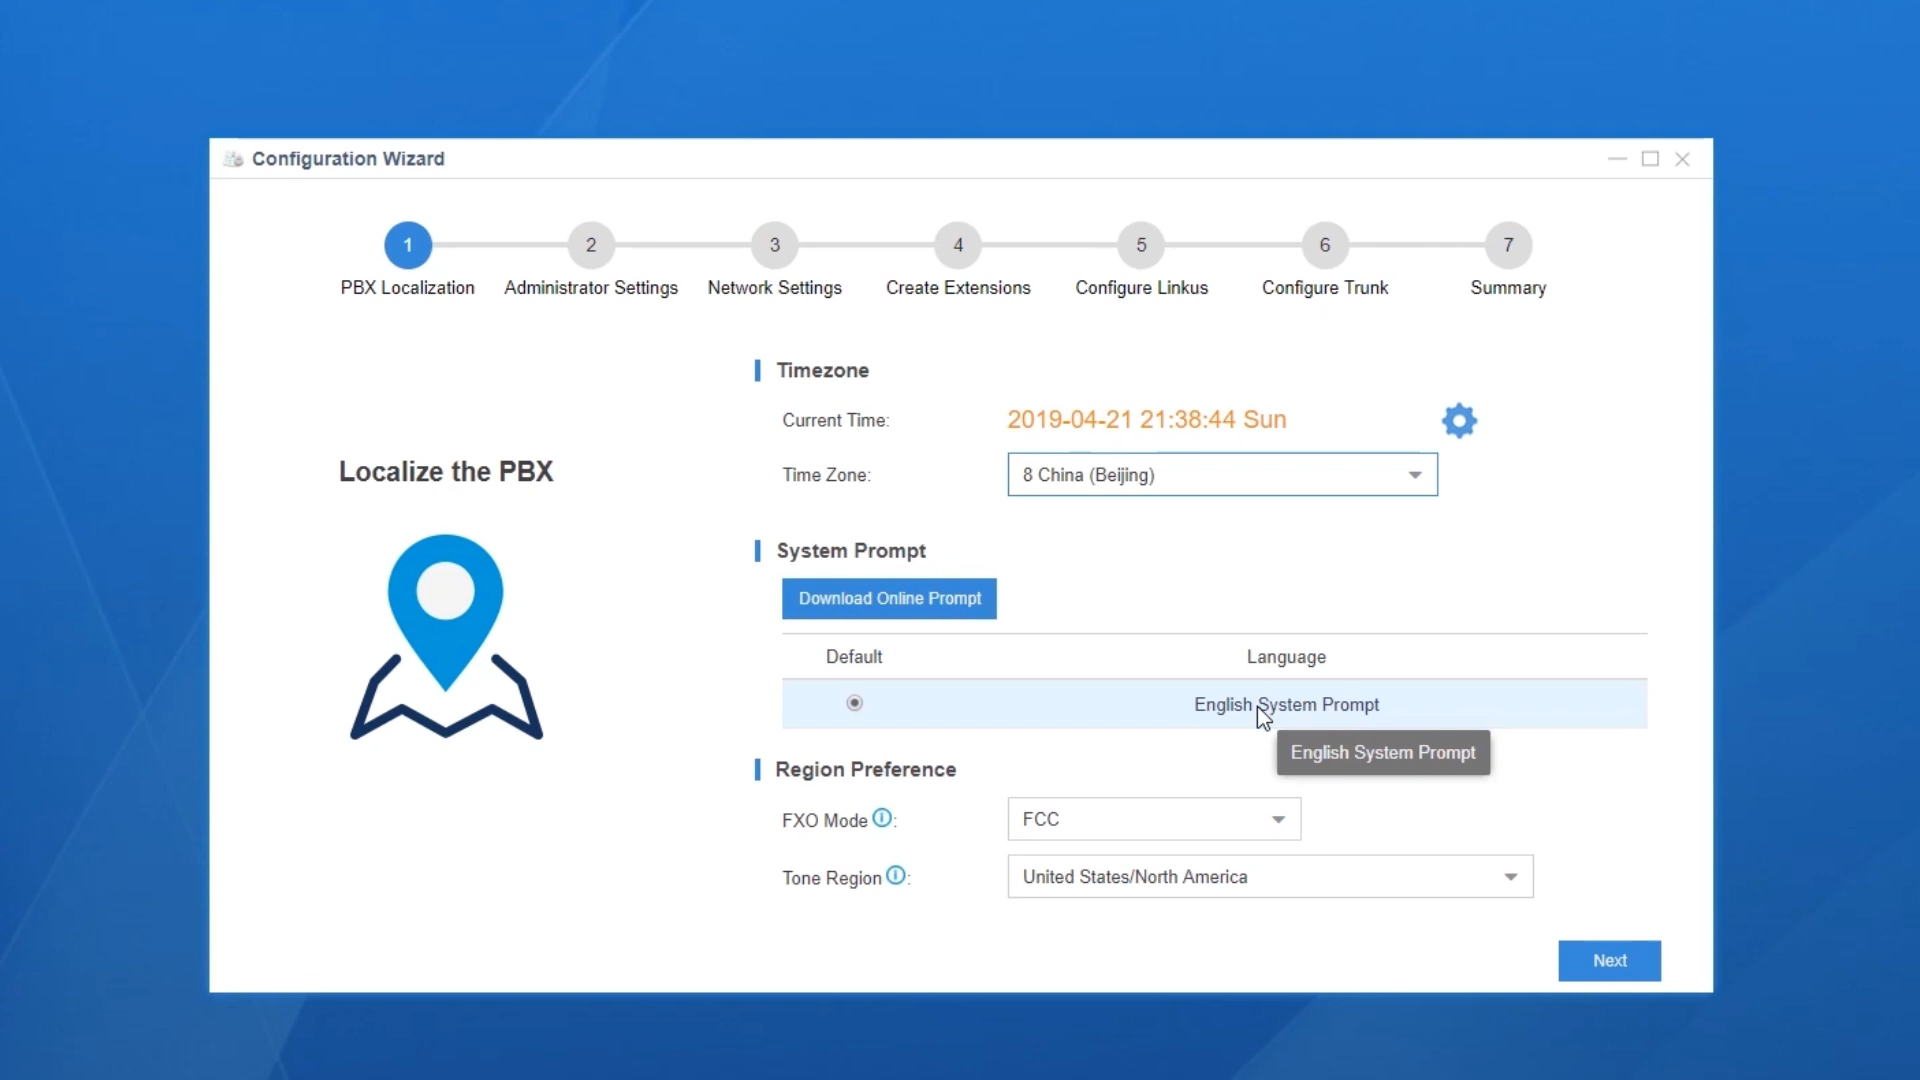 Configuration Wizard
1 2 3 4 5 6 7
PBX Localization Administrator Settings Network Settings Create Extensions Configure Linkus Configure Trunk Summary
Localize the PBX
Timezone
Current Time: 2019-04-21 21:38:44 Sun
Time Zone: 8 China (Beijing)
System Prompt
Download Online Prompt
Default Language
English System Prompt
English System Prompt
Region Preference
FXO Mode : FCC
Tone Region : United States/North America
Next